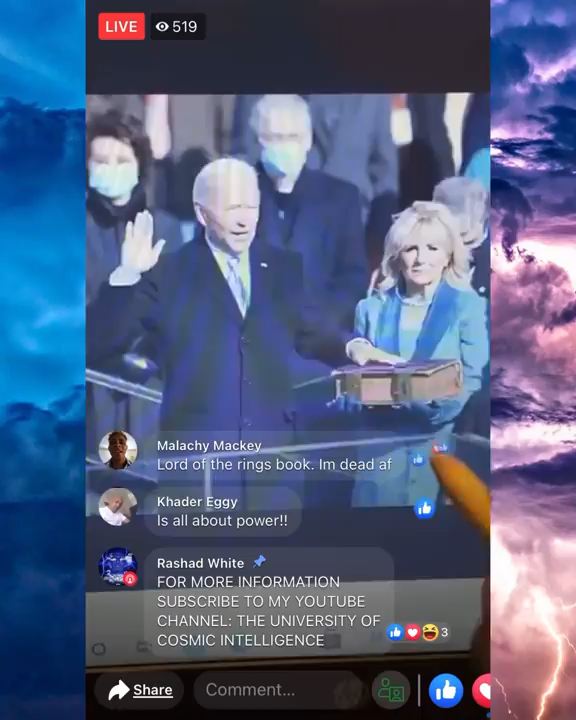 LIVE 519
Malachy Mackey
Lord of the rings book. Im dead af
Khader Eggy
Is all about power!!
Rashad White
FOR MORE INFORMATION
SUBSCRIBE TO MY YOUTUBE
CHANNEL: THE UNIVERSITY OF
COSMIC INTELLIGENCE
3
Share
Comment...